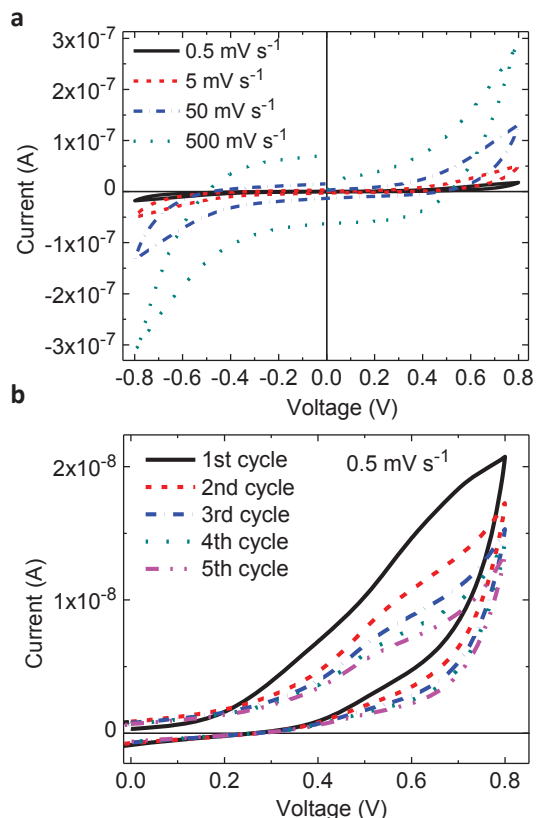 a
3x10⁻⁷
2x10⁻⁷
1x10⁻⁷
0
-1x10⁻⁷
-2x10⁻⁷
-3x10⁻⁷
Current (A)
0.5 mV s⁻¹
5 mV s⁻¹
50 mV s⁻¹
500 mV s⁻¹
-0.8 -0.6 -0.4 -0.2 0.0 0.2 0.4 0.6 0.8
Voltage (V)
b
2x10⁻⁸
1x10⁻⁸
0
Current (A)
1st cycle
2nd cycle
3rd cycle
4th cycle
5th cycle
0.5 mV s⁻¹
0.0 0.2 0.4 0.6 0.8
Voltage (V)